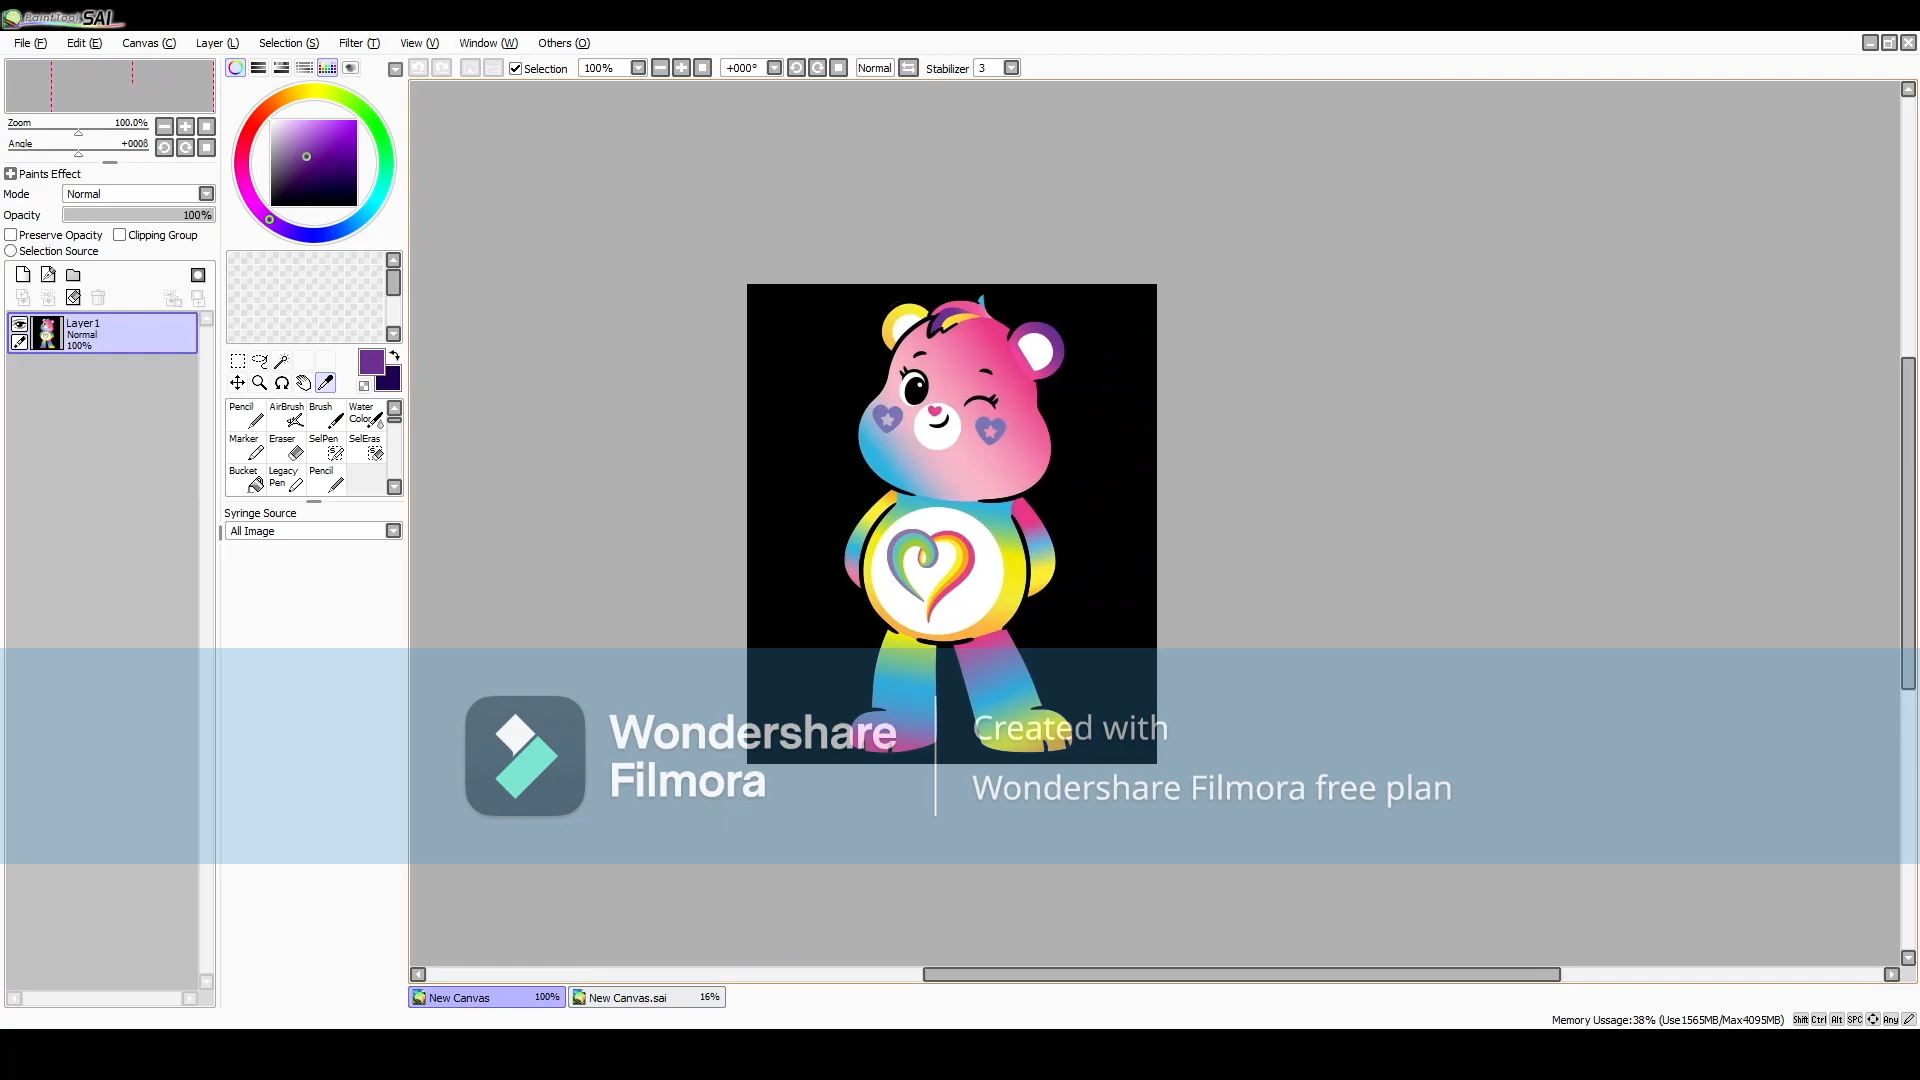 PaintTool SAI
File (F) Edit (E) Canvas (C) Layer (L) Selection (S) Filter (T) View (V) Window (W) Others (O)
Selection 100% +000° Normal Stabilizer 3
Zoom 100.0%
Angle +000ß
Paints Effect
Mode Normal
Opacity 100%
Preserve Opacity Clipping Group
Selection Source
Layer1
Normal
100%
Pencil AirBrush Brush Water
Color
Marker Eraser SelPen SelEras
Bucket Legacy Pencil
Pen
Syringe Source
All Image
Wondershare
Filmora
Created with
Wondershare Filmora free plan
New Canvas 100% New Canvas.sai 16%
Memory Ussage:38% (Use1565MB/Max4095MB) Shift Ctrl Alt SPC Any